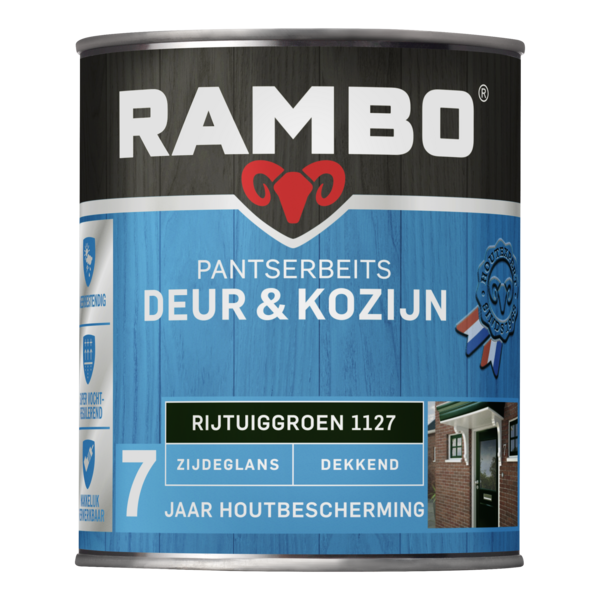 RAMBO®
PANTSERBEITS
DEUR & KOZIJN
RIJTUIGGROEN 1127
ZIJDEGLANS
DEKKEND
7
JAAR HOUTBESCHERMING